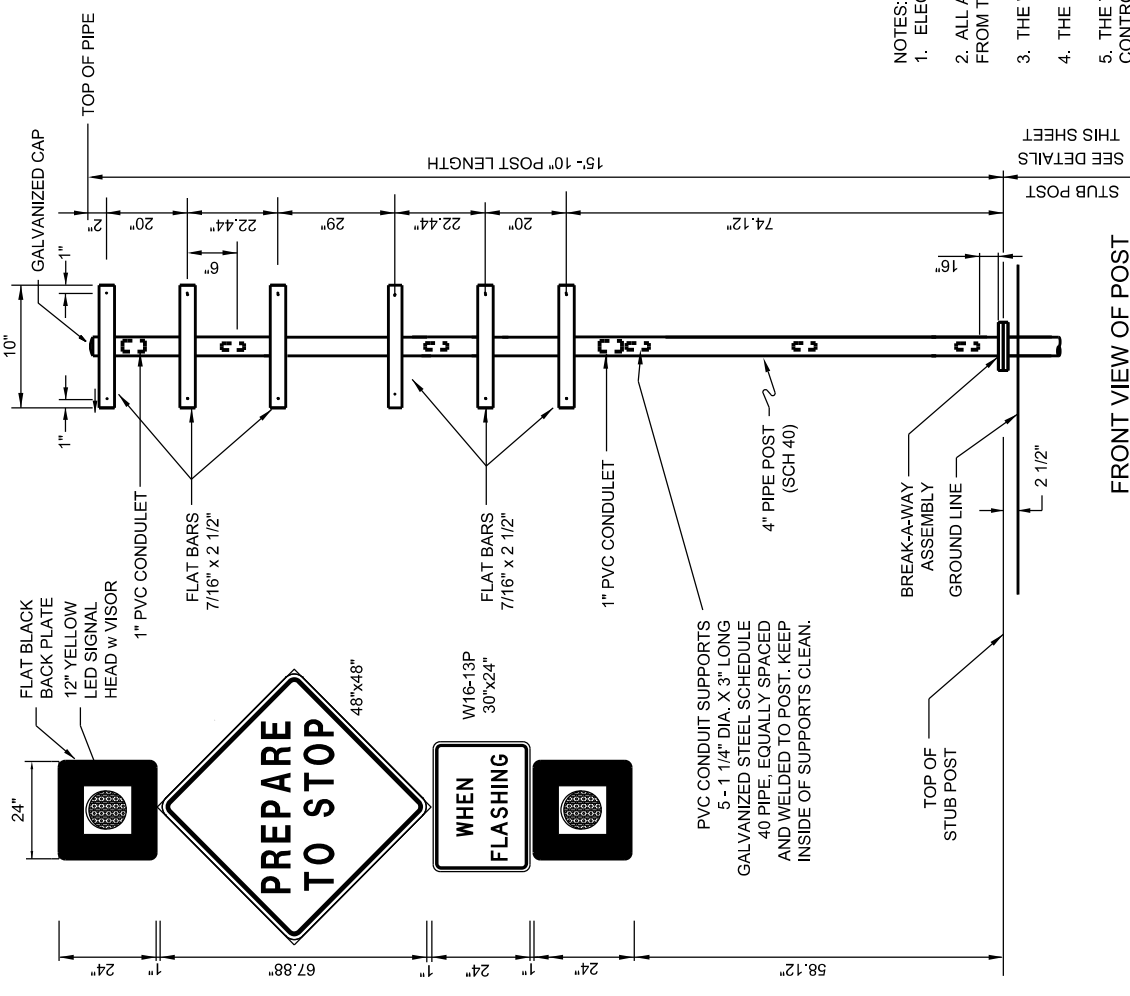 FLAT BLACK
BACK PLATE
12" YELLOW
LED SIGNAL
HEAD w VISOR
24"
PREPARE
TO STOP
48"x48"
WHEN
FLASHING
W16-13P
30"x24"
24"
1"
67.88"
1"
24"
1"
24"
58.12"
GALVANIZED CAP
TOP OF PIPE
10"
1"
1"
1" PVC CONDULET
FLAT BARS
7/16" x 2 1/2"
FLAT BARS
7/16" x 2 1/2"
1" PVC CONDULET
4" PIPE POST
(SCH 40)
PVC CONDUIT SUPPORTS
5 - 1 1/4" DIA. X 3" LONG
GALVANIZED STEEL SCHEDULE
40 PIPE, EQUALLY SPACED
AND WELDED TO POST. KEEP
INSIDE OF SUPPORTS CLEAN.
TOP OF
STUB POST
BREAK-A-WAY
ASSEMBLY
GROUND LINE
2 1/2"
2"
20"
22.44"
6"
29"
22.44"
20"
74.12"
16"
15'- 10" POST LENGTH
STUB POST
SEE DETAILS
THIS SHEET
FRONT VIEW OF POST
NOTES:
1. ELEC
2. ALL A
FROM T
3. THE
4. THE
5. THE
CONTRO